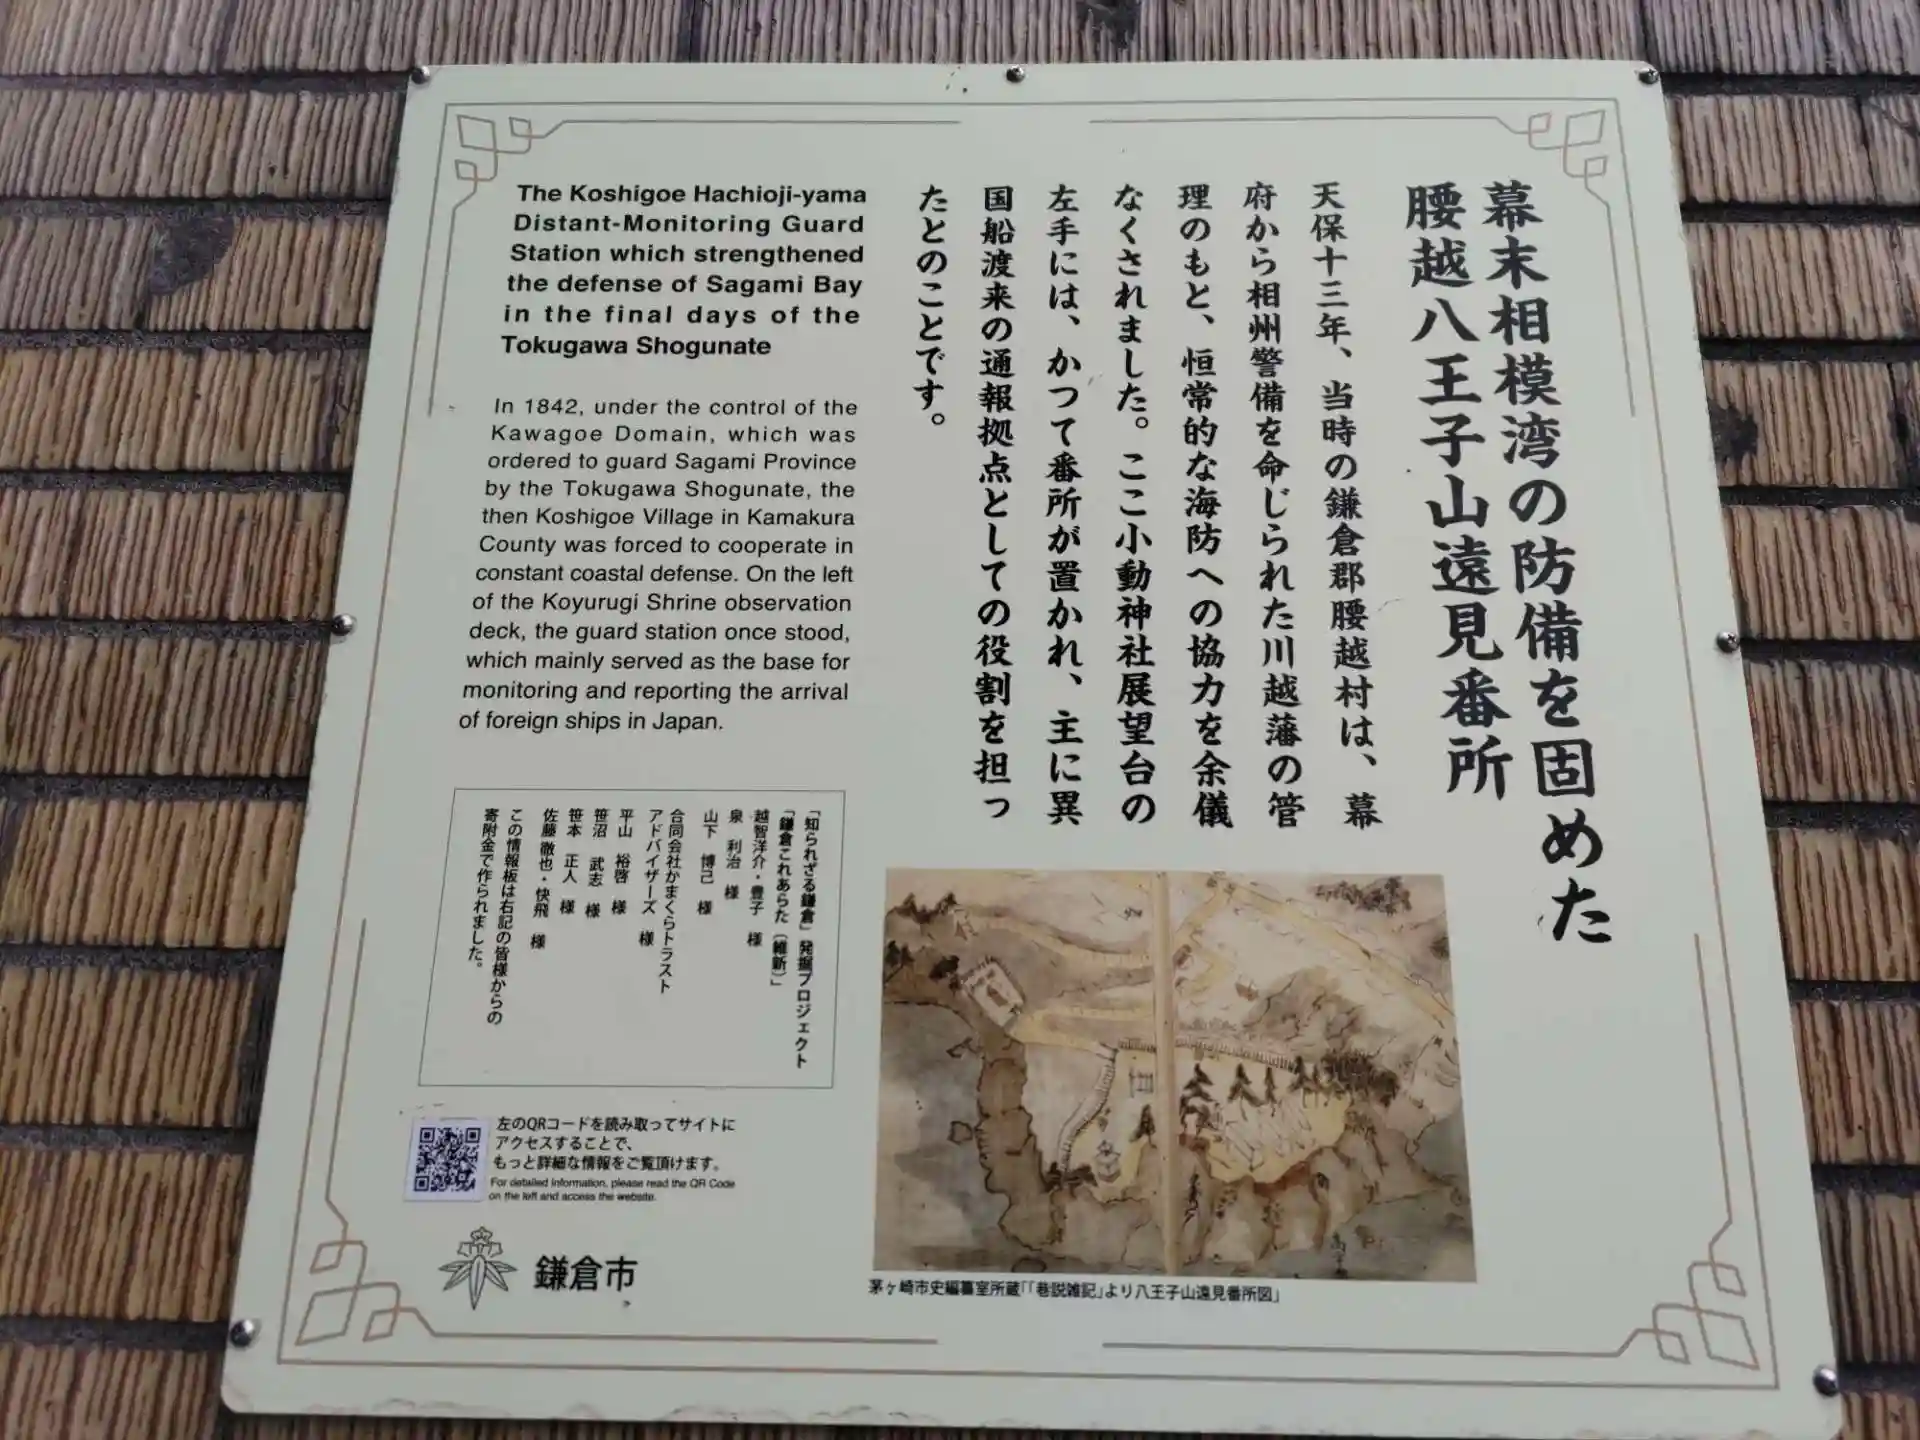 幕末相模湾の防備を固めた
腰越八王子山遠見番所
天保十三年、当時の鎌倉郡腰越村は、幕
府から相州警備を命じられた川越藩の管
理のもと、恒常的な海防への協力を余儀
なくされました。ここ小動神社展望台の
左手には、かつて番所が置かれ、主に異
国船渡来の通報拠点としての役割を担っ
たとのことです。
The Koshigoe Hachioji-yama
Distant-Monitoring Guard
Station which strengthened
the defense of Sagami Bay
in the final days of the
Tokugawa Shogunate
In 1842, under the control of the
Kawagoe Domain, which was
ordered to guard Sagami Province
by the Tokugawa Shogunate, the
then Koshigoe Village in Kamakura
County was forced to cooperate in
constant coastal defense. On the left
of the Koyurugi Shrine observation
deck, the guard station once stood,
which mainly served as the base for
monitoring and reporting the arrival
of foreign ships in Japan.
「知られざる鎌倉」発掘プロジェクト
「鎌倉これあらた（維新）」
越智洋介・豊子 様
泉 利治 様
山下 博己 様
合同会社かまくらトラスト
アドバイザーズ 様
平山 裕啓 様
笹沼 武志 様
笹本 正人 様
佐藤 徹也・快飛 様
この情報板は右記の皆様からの
寄附金で作られました。
左のQRコードを読み取ってサイトに
アクセスすることで、
もっと詳細な情報をご覧頂けます。
For detailed information, please read the QR Code
on the left and access the website.
鎌倉市
茅ヶ崎市史編纂室所蔵「「巷説雑記」より八王子山遠見番所図」